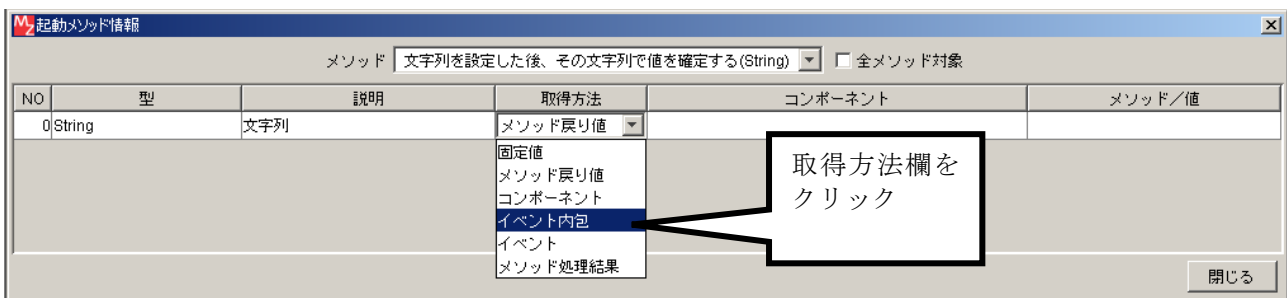 起動メソッド情報
メソッド 文字列を設定した後、その文字列で値を確定する(String) 全メソッド対象
NO 型 説明 取得方法 コンポーネント メソッド/値
0 String 文字列 メソッド戻り値
固定値
メソッド戻り値
コンポーネント
イベント内包
イベント
メソッド処理結果
取得方法欄を
クリック
閉じる